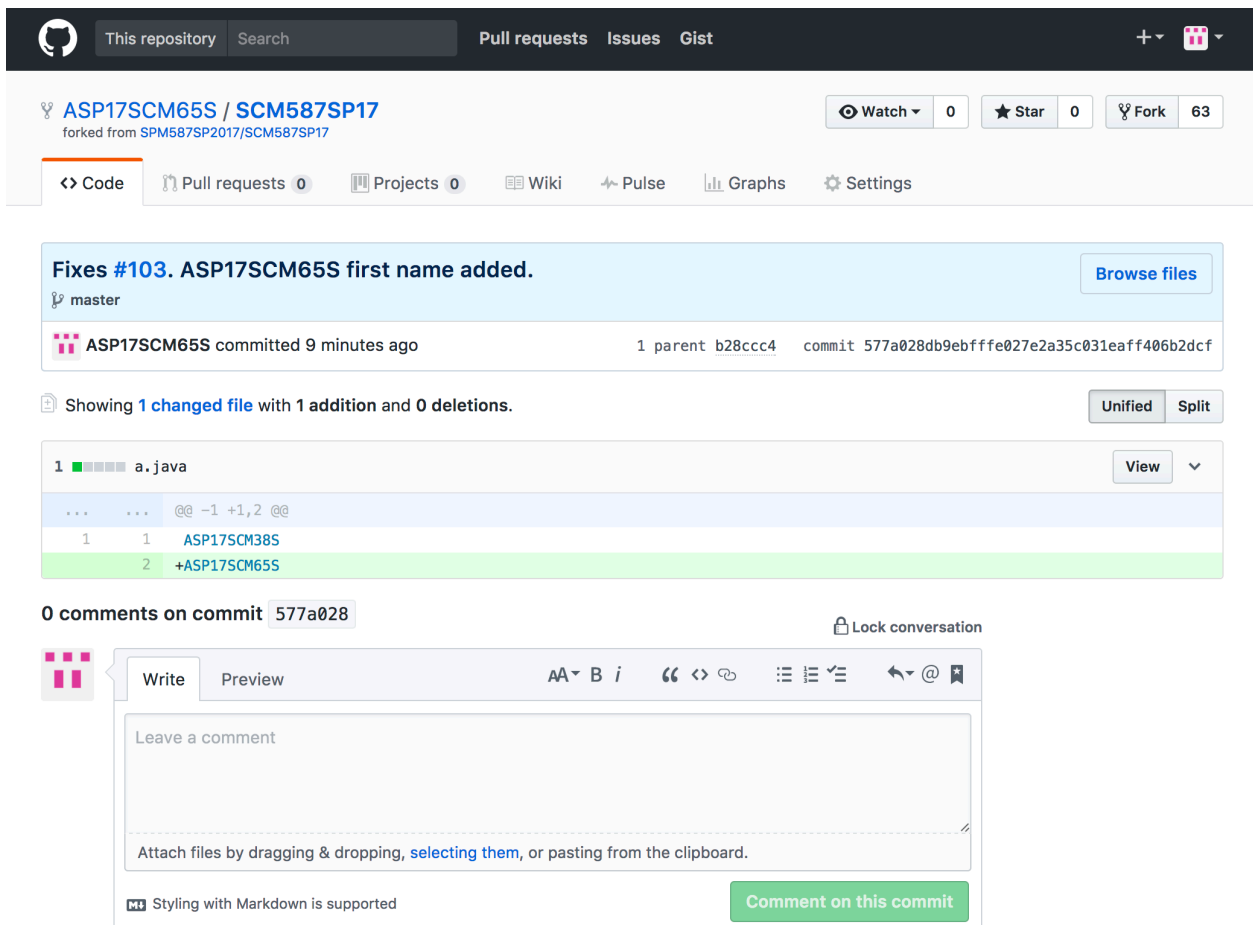 This repository Search Pull requests Issues Gist
ASP17SCM65S / SCM587SP17 Watch 0 Star 0 Fork 63
forked from SPM587SP2017/SCM587SP17
<> Code Pull requests 0 Projects 0 Wiki Pulse Graphs Settings
Fixes #103. ASP17SCM65S first name added. Browse files
master
ASP17SCM65S committed 9 minutes ago 1 parent b28ccc4 commit 577a028db9ebfffe027e2a35c031eaff406b2dcf
Showing 1 changed file with 1 addition and 0 deletions. Unified Split
1 a.java View
... ... @@ -1 +1,2 @@
1 1 ASP17SCM38S
2 +ASP17SCM65S
0 comments on commit 577a028
Lock conversation
Write Preview AA B i “ <> @
Leave a comment
Attach files by dragging & dropping, selecting them, or pasting from the clipboard.
M↓ Styling with Markdown is supported Comment on this commit